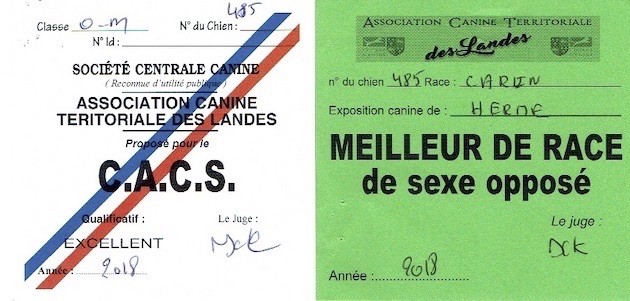 Classe O-M N° du Chien : 485
N° Id :
SOCIÉTÉ CENTRALE CANINE
( Reconnue d'utilité publique )
ASSOCIATION CANINE
TERITORIALE DES LANDES
Proposé pour le
C.A.C.S.
Qualificatif : Le Juge :
EXCELLENT
Année : 2018
ASSOCIATION CANINE TERRITORIALE
des Landes
n° du chien 485 Race :
Exposition canine de : HERME
MEILLEUR DE RACE
de sexe opposé
Le juge :
Année : 2018